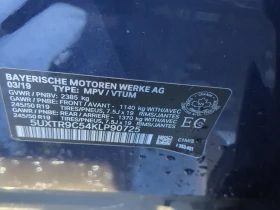 BAYERISCHE MOTOREN WERKE AG
03/19 TYPE: MPV / VTUM
GVWR / PNBV: 2385 kg
GAWR / PNBE: FRONT / AVANT - 1140 kg WITH/AVEC
245/50 R19 TIRES/PNEUS, 7.5J x 19 RIMS/JANTES
GAWR / PNBE: REAR / ARRIERE - 1370 kg WITH/AVEC
245/50 R19 TIRES/PNEUS, 7.5J x 19 RIMS/JANTES
5UXTR9C54KLP90725
EG